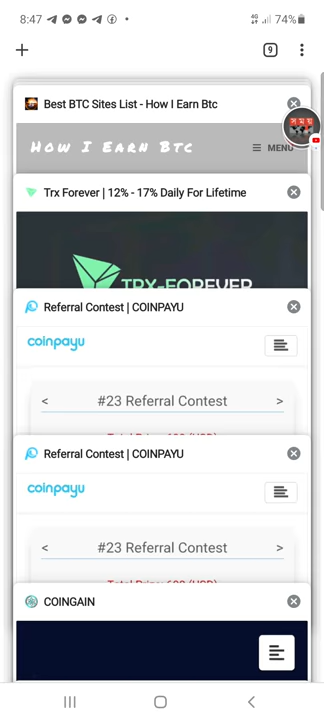 8:47
74%
9
Best BTC Sites List - How I Earn Btc
How I Earn Btc
MENU
Trx Forever | 12% - 17% Daily For Lifetime
TRX-FOREVER
Referral Contest | COINPAYU
coinpayu
< #23 Referral Contest >
Referral Contest | COINPAYU
coinpayu
< #23 Referral Contest >
COINGAIN